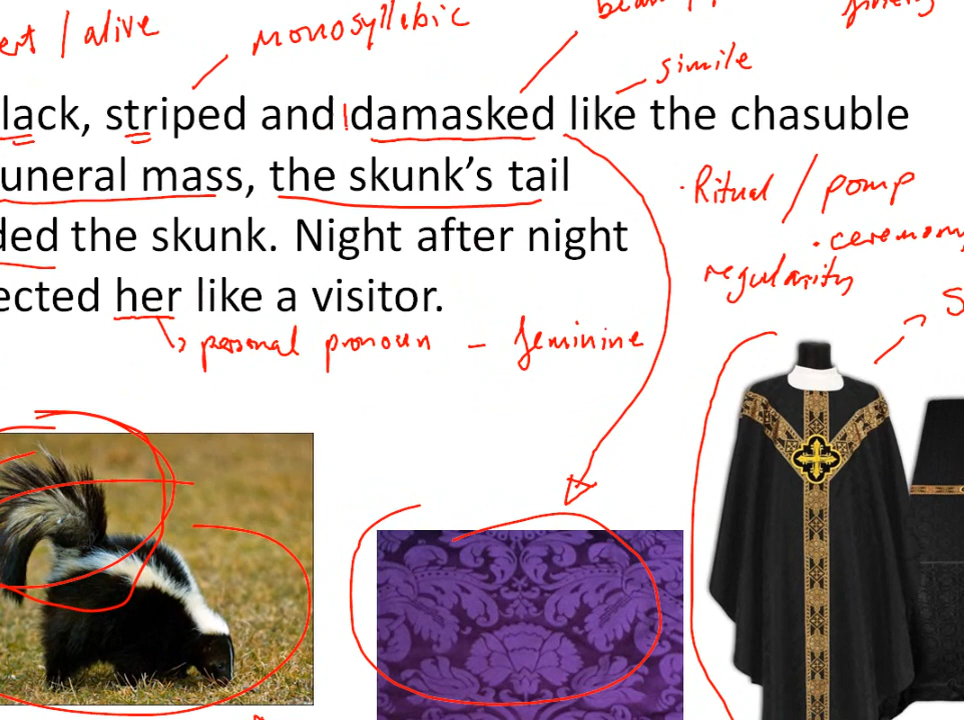 / alive
monosyllabic
simile
lack, striped and damasked like the chasuble
uneral mass, the skunk’s tail
· Ritual / pomp
ded the skunk. Night after night
· ceremony
regularity
ected her like a visitor.
personal pronoun – feminine